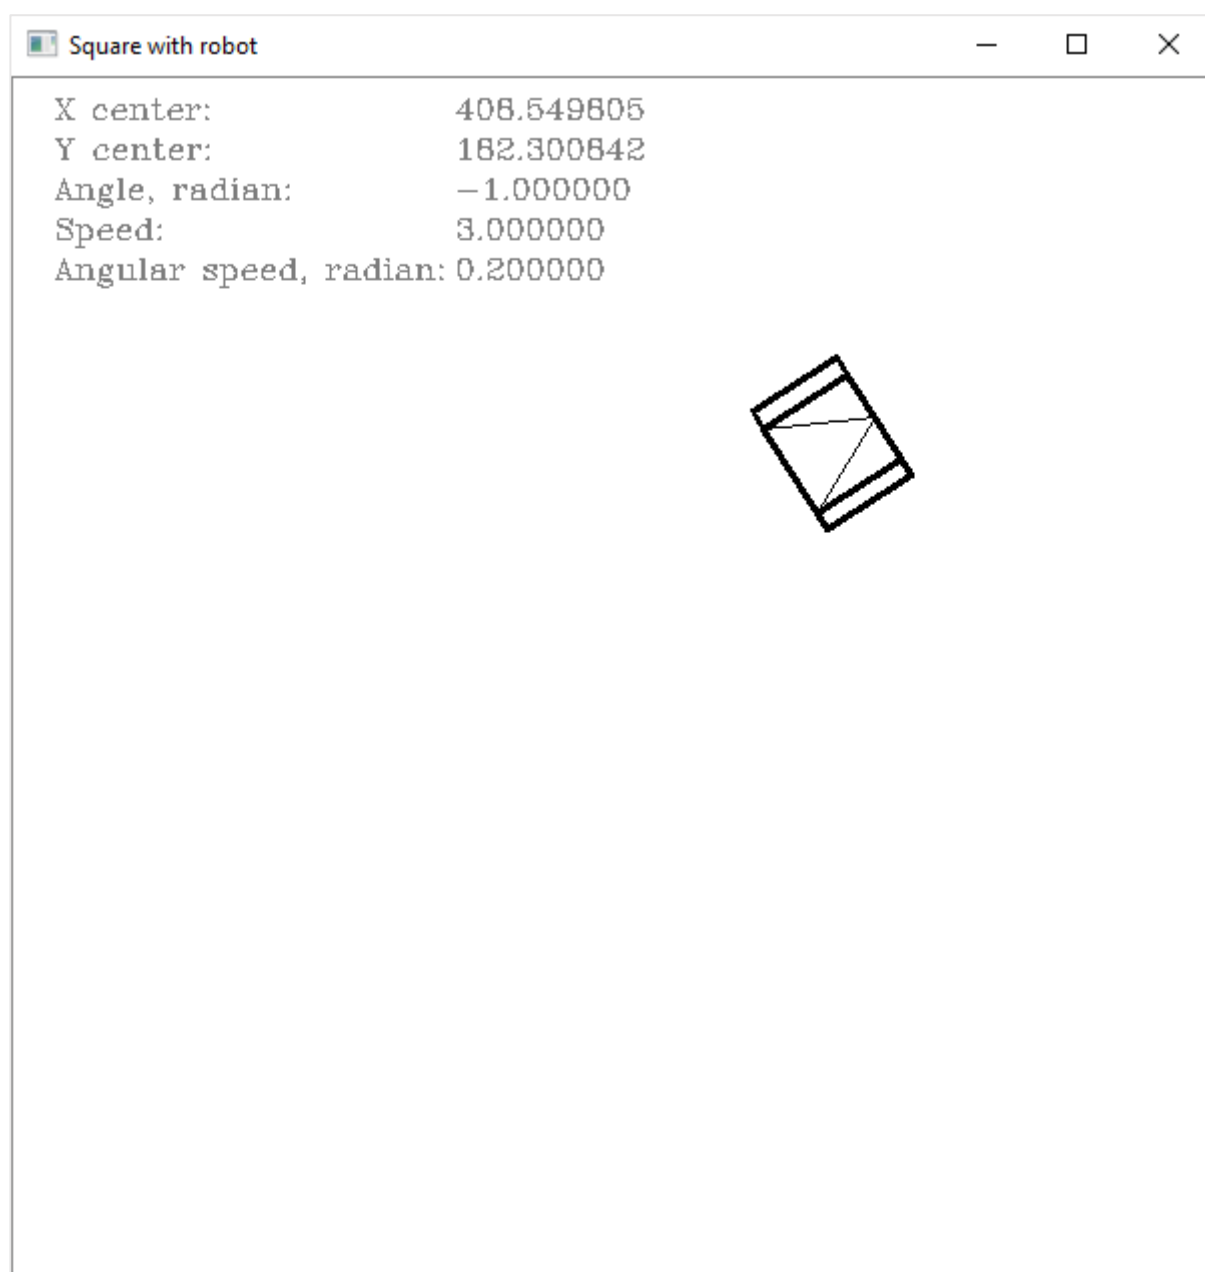 Square with robot
X center: 408.549805
Y center: 182.300842
Angle, radian: −1.000000
Speed: 3.000000
Angular speed, radian: 0.200000